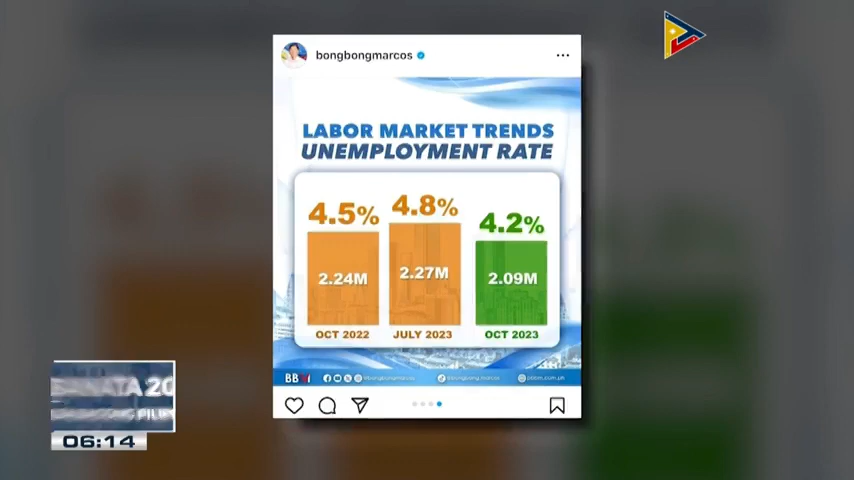 bongbongmarcos
LABOR MARKET TRENDS
UNEMPLOYMENT RATE
4.5%
4.8%
4.2%
2.24M
2.27M
2.09M
OCT 2022
JULY 2023
OCT 2023
06:14